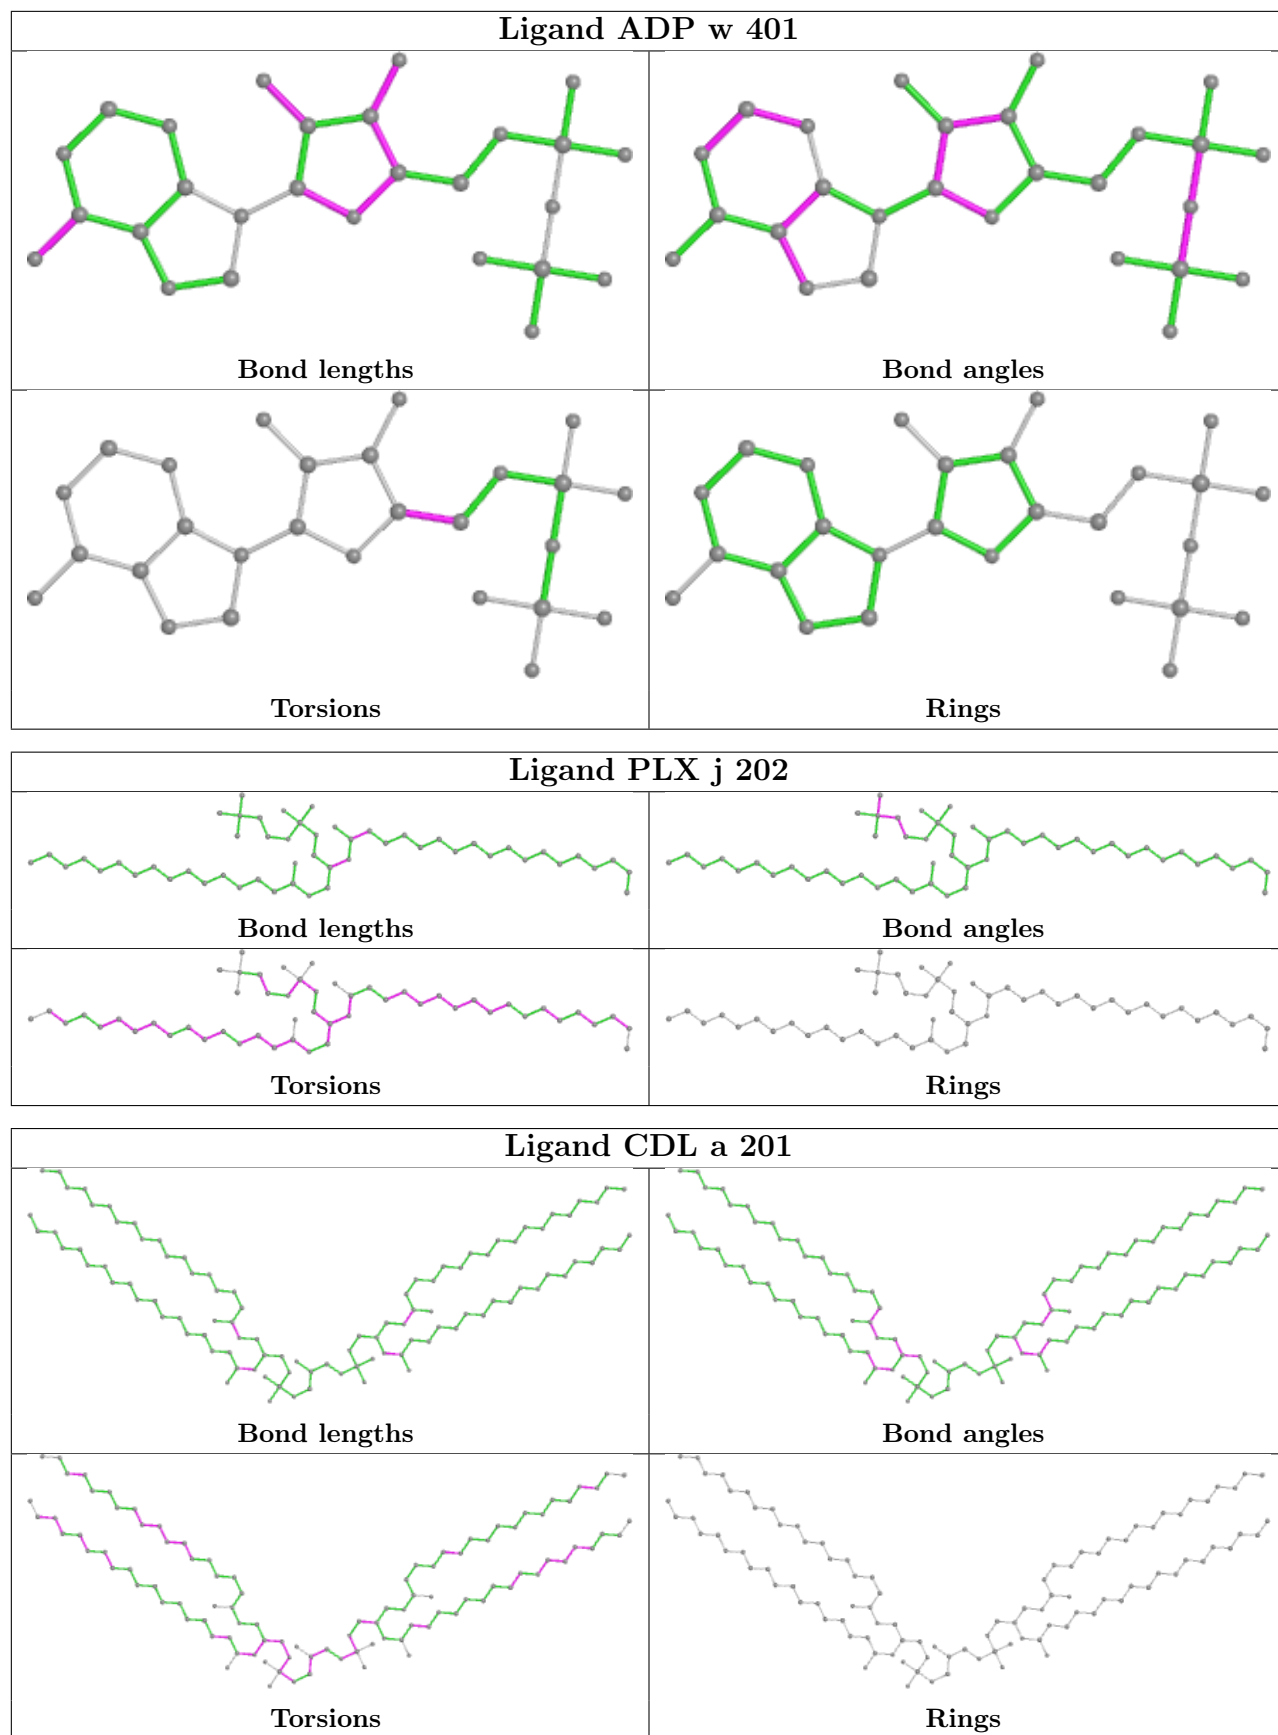 Ligand ADP w 401
Bond lengths
Bond angles
Torsions
Rings
Ligand PLX j 202
Bond lengths
Bond angles
Torsions
Rings
Ligand CDL a 201
Bond lengths
Bond angles
Torsions
Rings